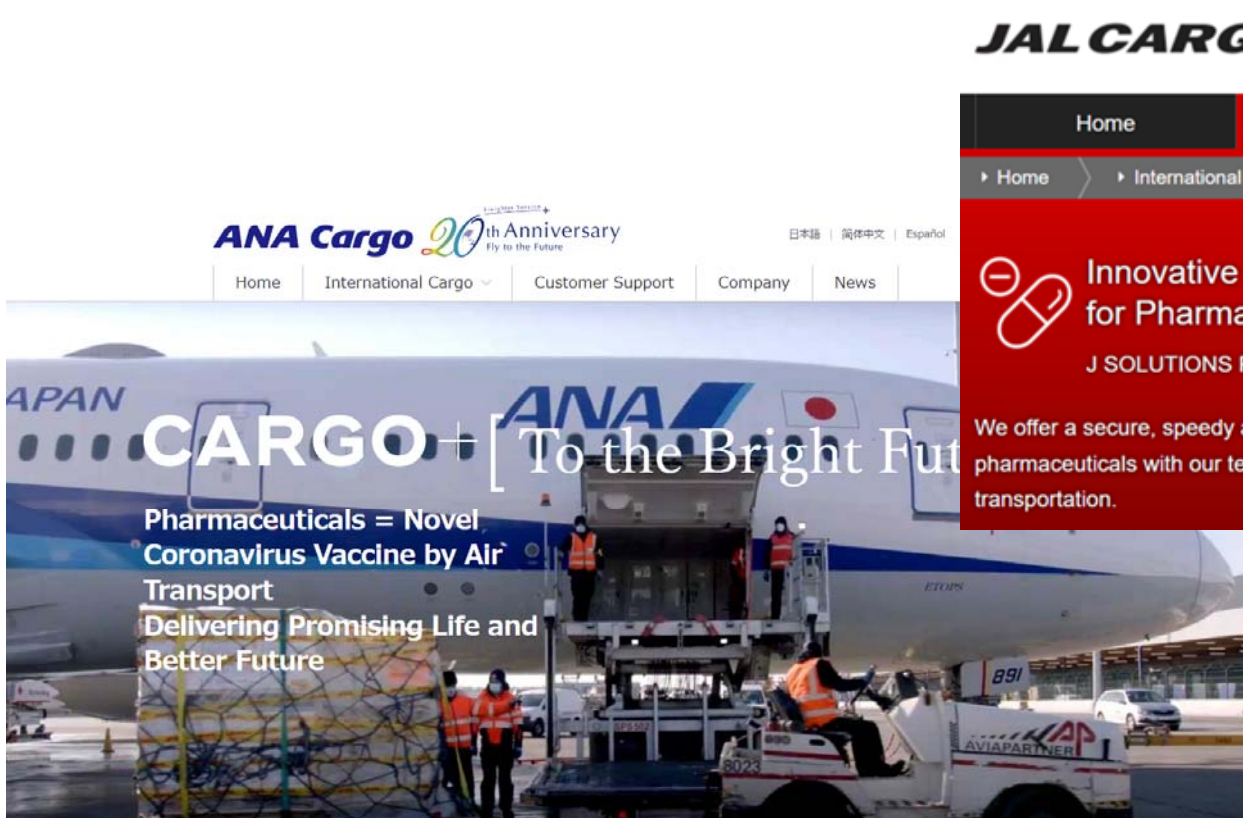 JAL CARG
Home
Home
International
Innovative
for Pharma
J SOLUTIONS
We offer a secure, speedy a
pharmaceuticals with our te
transportation.
ANA Cargo 20th Anniversary
Fly to the Future
日本語 | 简体中文 | Español
Home
International Cargo
Customer Support
Company
News
APAN
ANA
CARGO+[To the Bright Fut
Pharmaceuticals = Novel
Coronavirus Vaccine by Air
Transport
Delivering Promising Life and
Better Future
ETOPS
891
SPS502
8023
AVIAPARTNER
AP